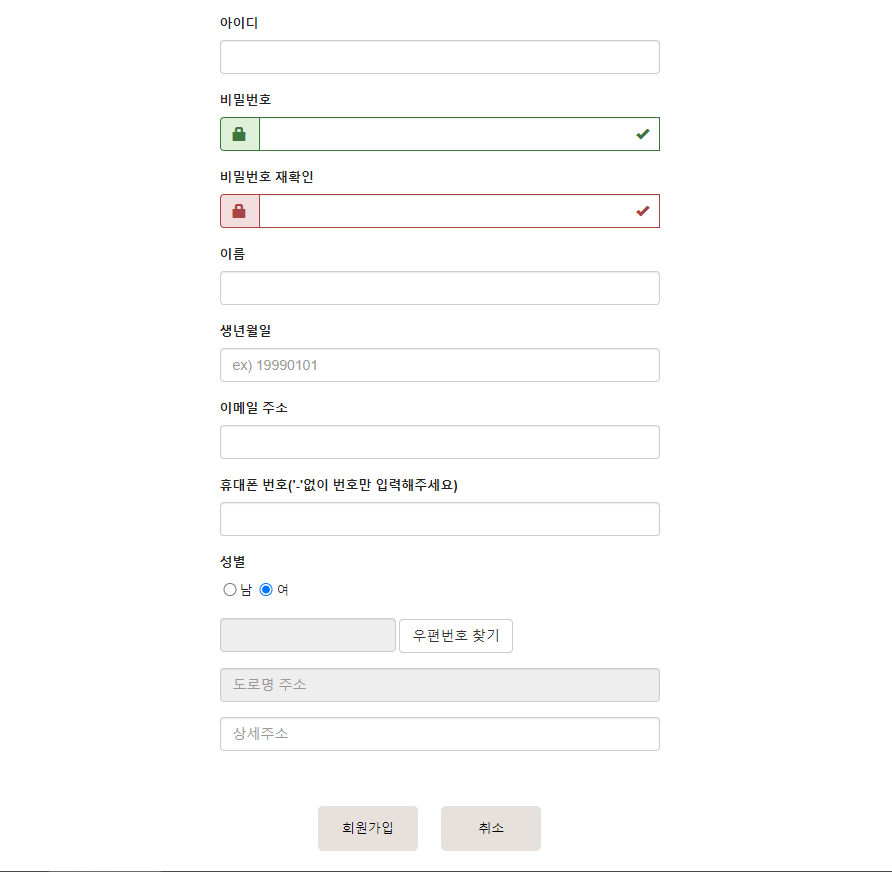 아이디
비밀번호
비밀번호 재확인
이름
생년월일
ex) 19990101
이메일 주소
휴대폰 번호('-'없이 번호만 입력해주세요)
성별
남 여
우편번호 찾기
도로명 주소
상세주소
회원가입 취소